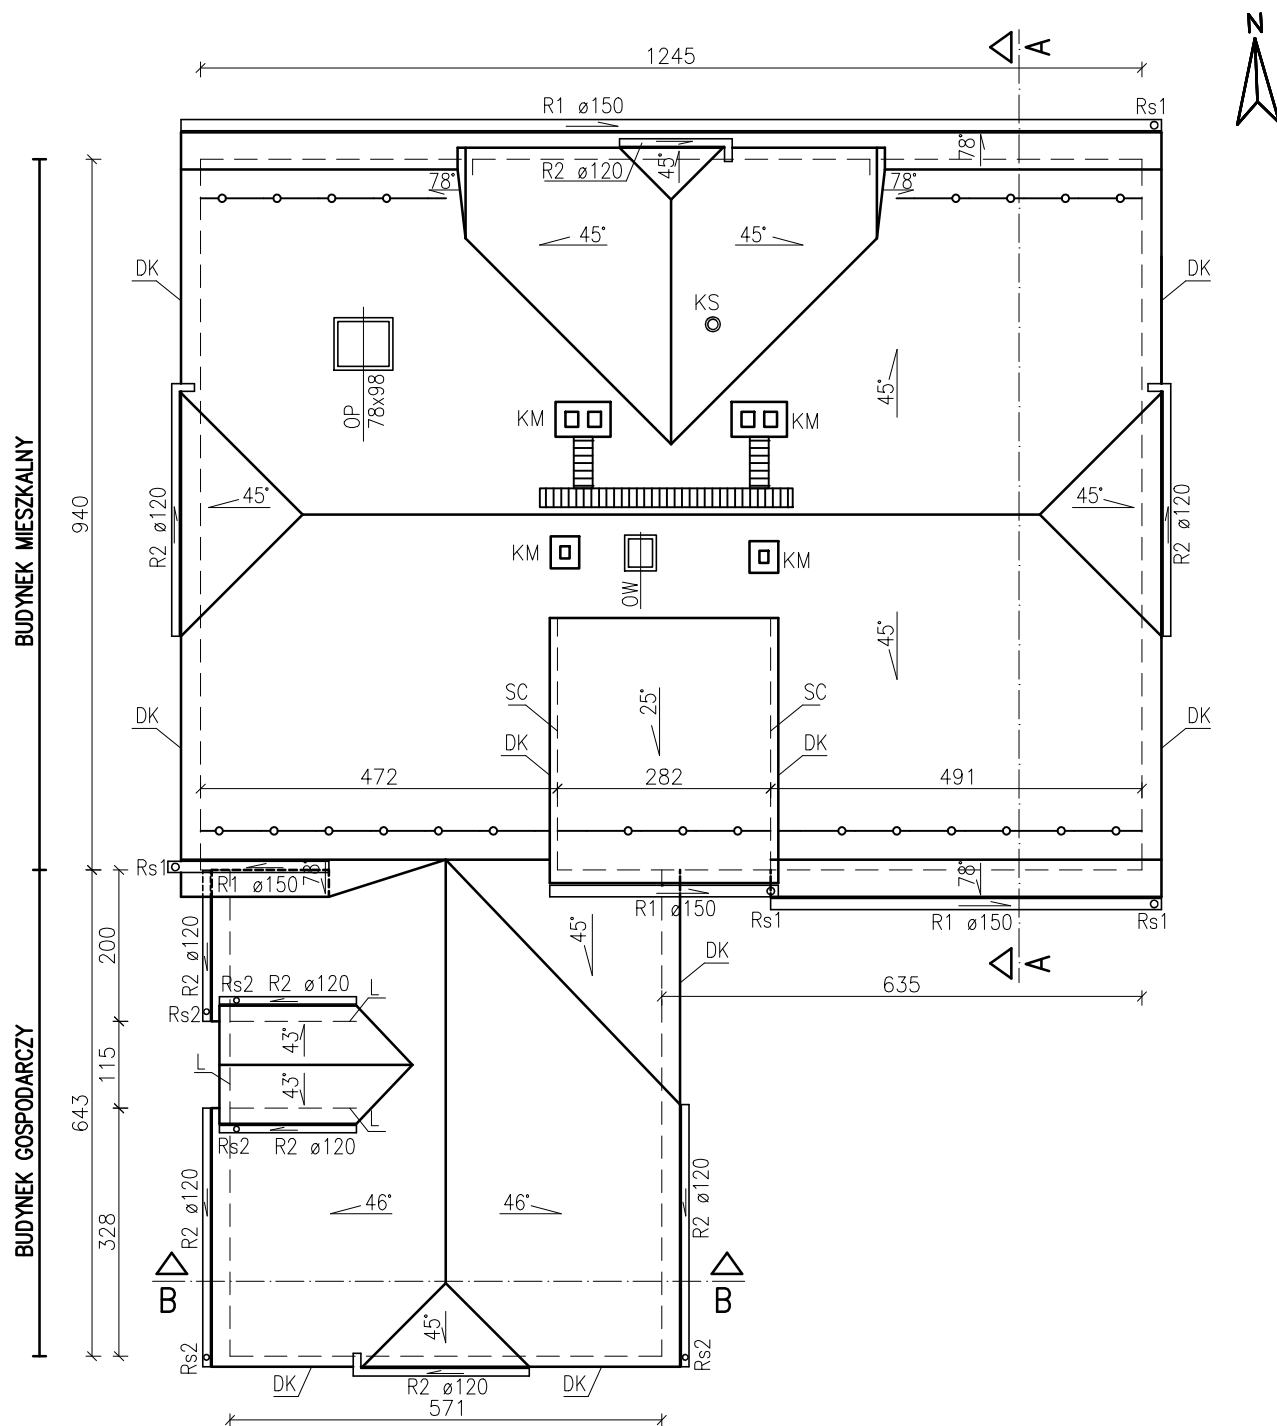 N
A
1245
R1 ø150
Rs1
78°
45°
R2 ø120
78°
78°
45°
45°
DK
DK
KS
OP
78x98
45°
KM
KM
BUDYNEK MIESZKALNY
940
R2 ø120
45°
45°
R2 ø120
KM
OW
KM
45°
SC
25°
SC
DK
DK
DK
DK
472
282
491
Rs1
R1 ø150
78°
78°
R1 ø150
Rs1
R1 ø150
Rs1
200
R2 ø120
45°
DK
A
635
Rs2
R2 ø120
L
Rs2
43°
L
43°
115
L
Rs2
R2 ø120
BUDYNEK GOSPODARCZY
643
328
R2 ø120
46°
46°
R2 ø120
B
B
45°
Rs2
Rs2
DK
R2 ø120
DK
571